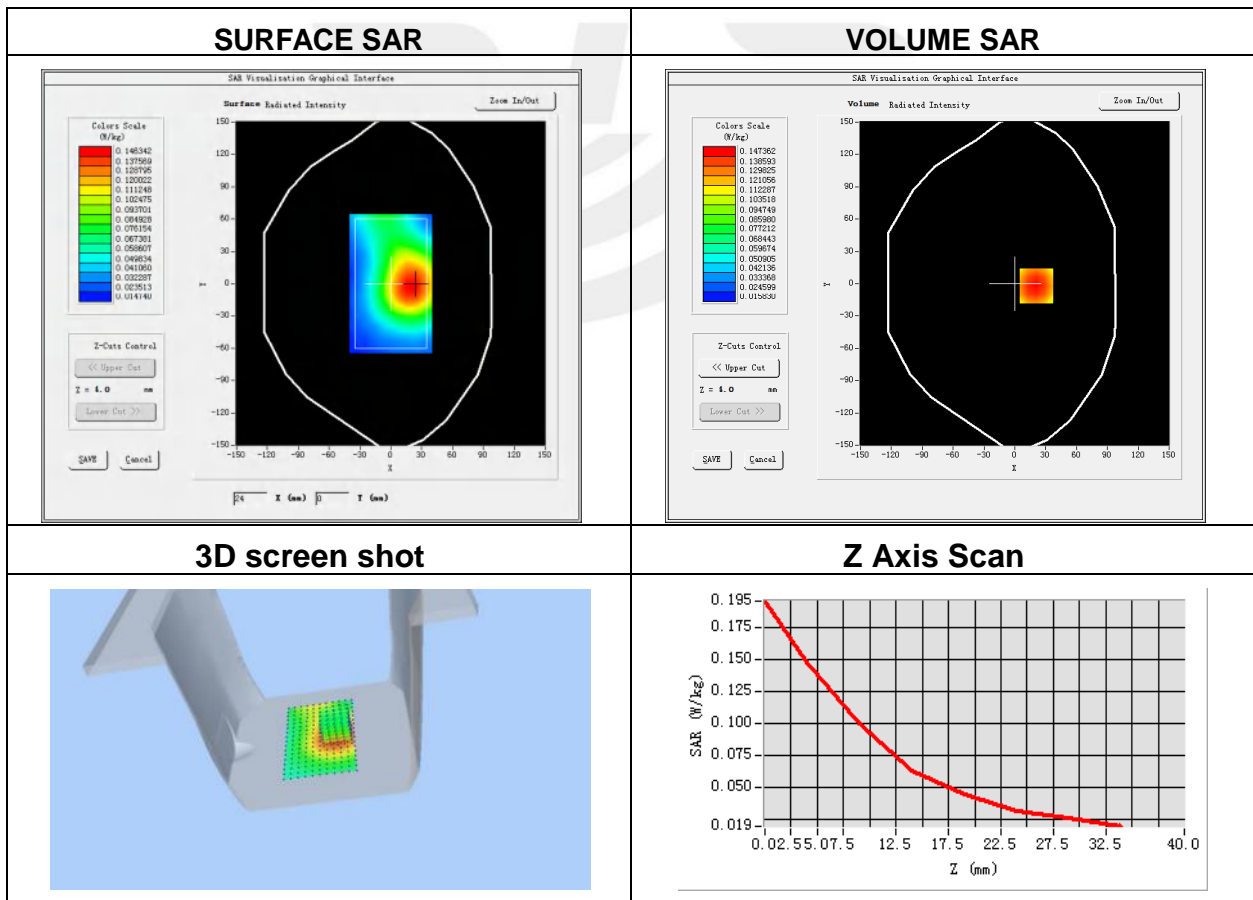 SURFACE SAR
SAR Visualisation Graphical Interface
Surface Radiated Intensity
Zoom In/Out
Colors Scale
(W/kg)
0.146342
0.137569
0.128795
0.120022
0.111248
0.102475
0.093701
0.084928
0.076154
0.067381
0.058607
0.049834
0.041060
0.032287
0.023513
0.014740
Z-Cuts Control
<< Upper Cut
Z = 4.0 mm
Lower Cut >>
SAVE Cancel
150
120
90
60
30
0
-30
-60
-90
-120
-150
Y
-150 -120 -90 -60 -30 0 30 60 90 120 150
X
24 X (mm) 0 Y (mm)
VOLUME SAR
SAR Visualisation Graphical Interface
Volume Radiated Intensity
Zoom In/Out
Colors Scale
(W/kg)
0.147362
0.138593
0.129825
0.121056
0.112287
0.103518
0.094749
0.085980
0.077212
0.068443
0.059674
0.050905
0.042136
0.033368
0.024599
0.015830
Z-Cuts Control
<< Upper Cut
Z = 4.0 mm
Lower Cut >>
SAVE Cancel
150
120
90
60
30
0
-30
-60
-90
-120
-150
Y
-150 -120 -90 -60 -30 0 30 60 90 120 150
X
3D screen shot
Z Axis Scan
0.195
0.175
0.150
0.125
0.100
0.075
0.050
0.019
SAR (W/kg)
0.0 2.5 5.0 7.5 12.5 17.5 22.5 27.5 32.5 40.0
Z (mm)